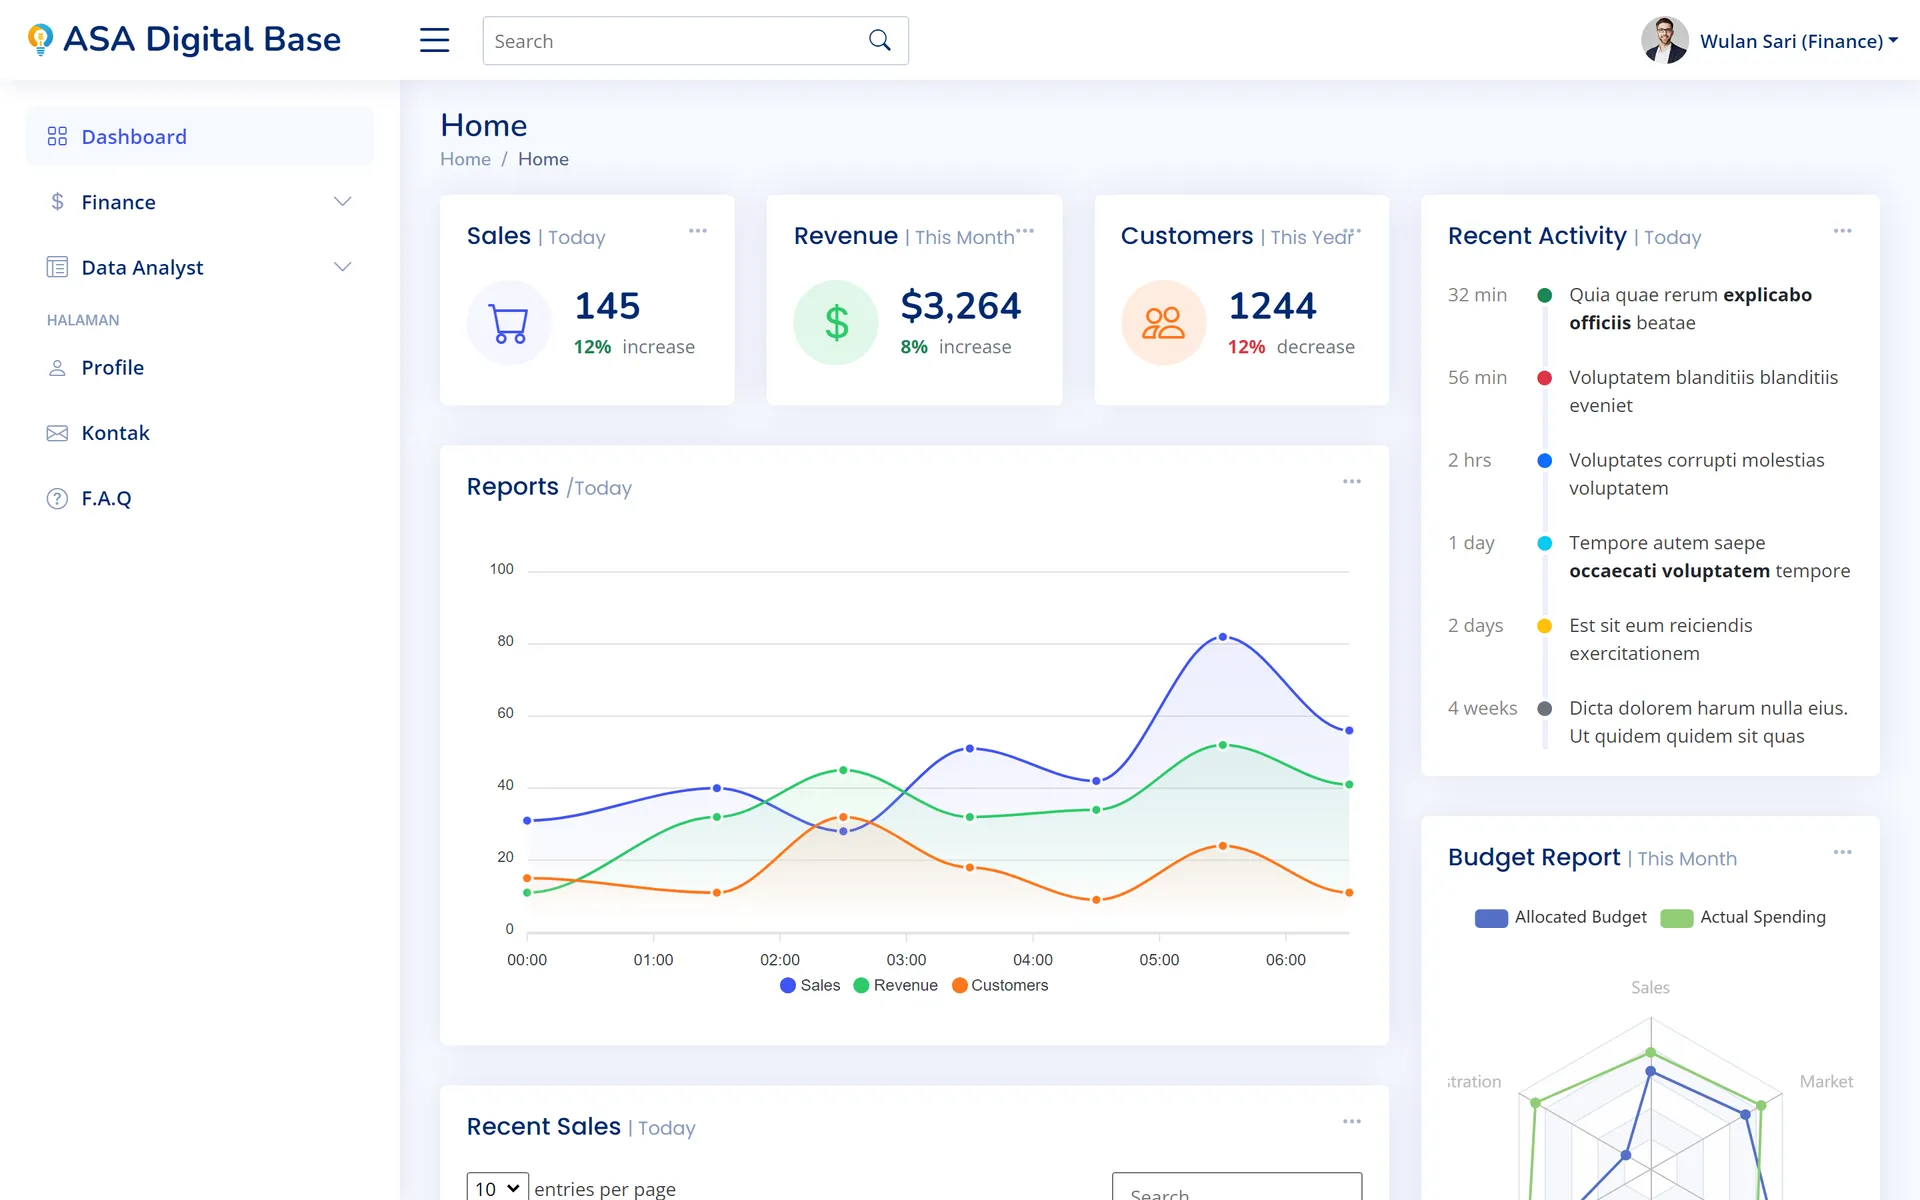 ASA Digital Base
Search
Wulan Sari (Finance)
Dashboard
Finance
Data Analyst
HALAMAN
Profile
Kontak
F.A.Q
Home
Home / Home
Sales | Today
145
12% increase
Revenue | This Month
$3,264
8% increase
Customers | This Year
1244
12% decrease
Reports /Today
100
80
60
40
20
0
00:00 01:00 02:00 03:00 04:00 05:00 06:00
Sales Revenue Customers
Recent Sales | Today
10 entries per page
Search
Recent Activity | Today
32 min Quia quae rerum explicabo
officiis beatae
56 min Voluptatem blanditiis blanditiis
eveniet
2 hrs Voluptates corrupti molestias
voluptatem
1 day Tempore autem saepe
occaecati voluptatem tempore
2 days Est sit eum reiciendis
exercitationem
4 weeks Dicta dolorem harum nulla eius.
Ut quidem quidem sit quas
Budget Report | This Month
Allocated Budget Actual Spending
Sales
stration Market